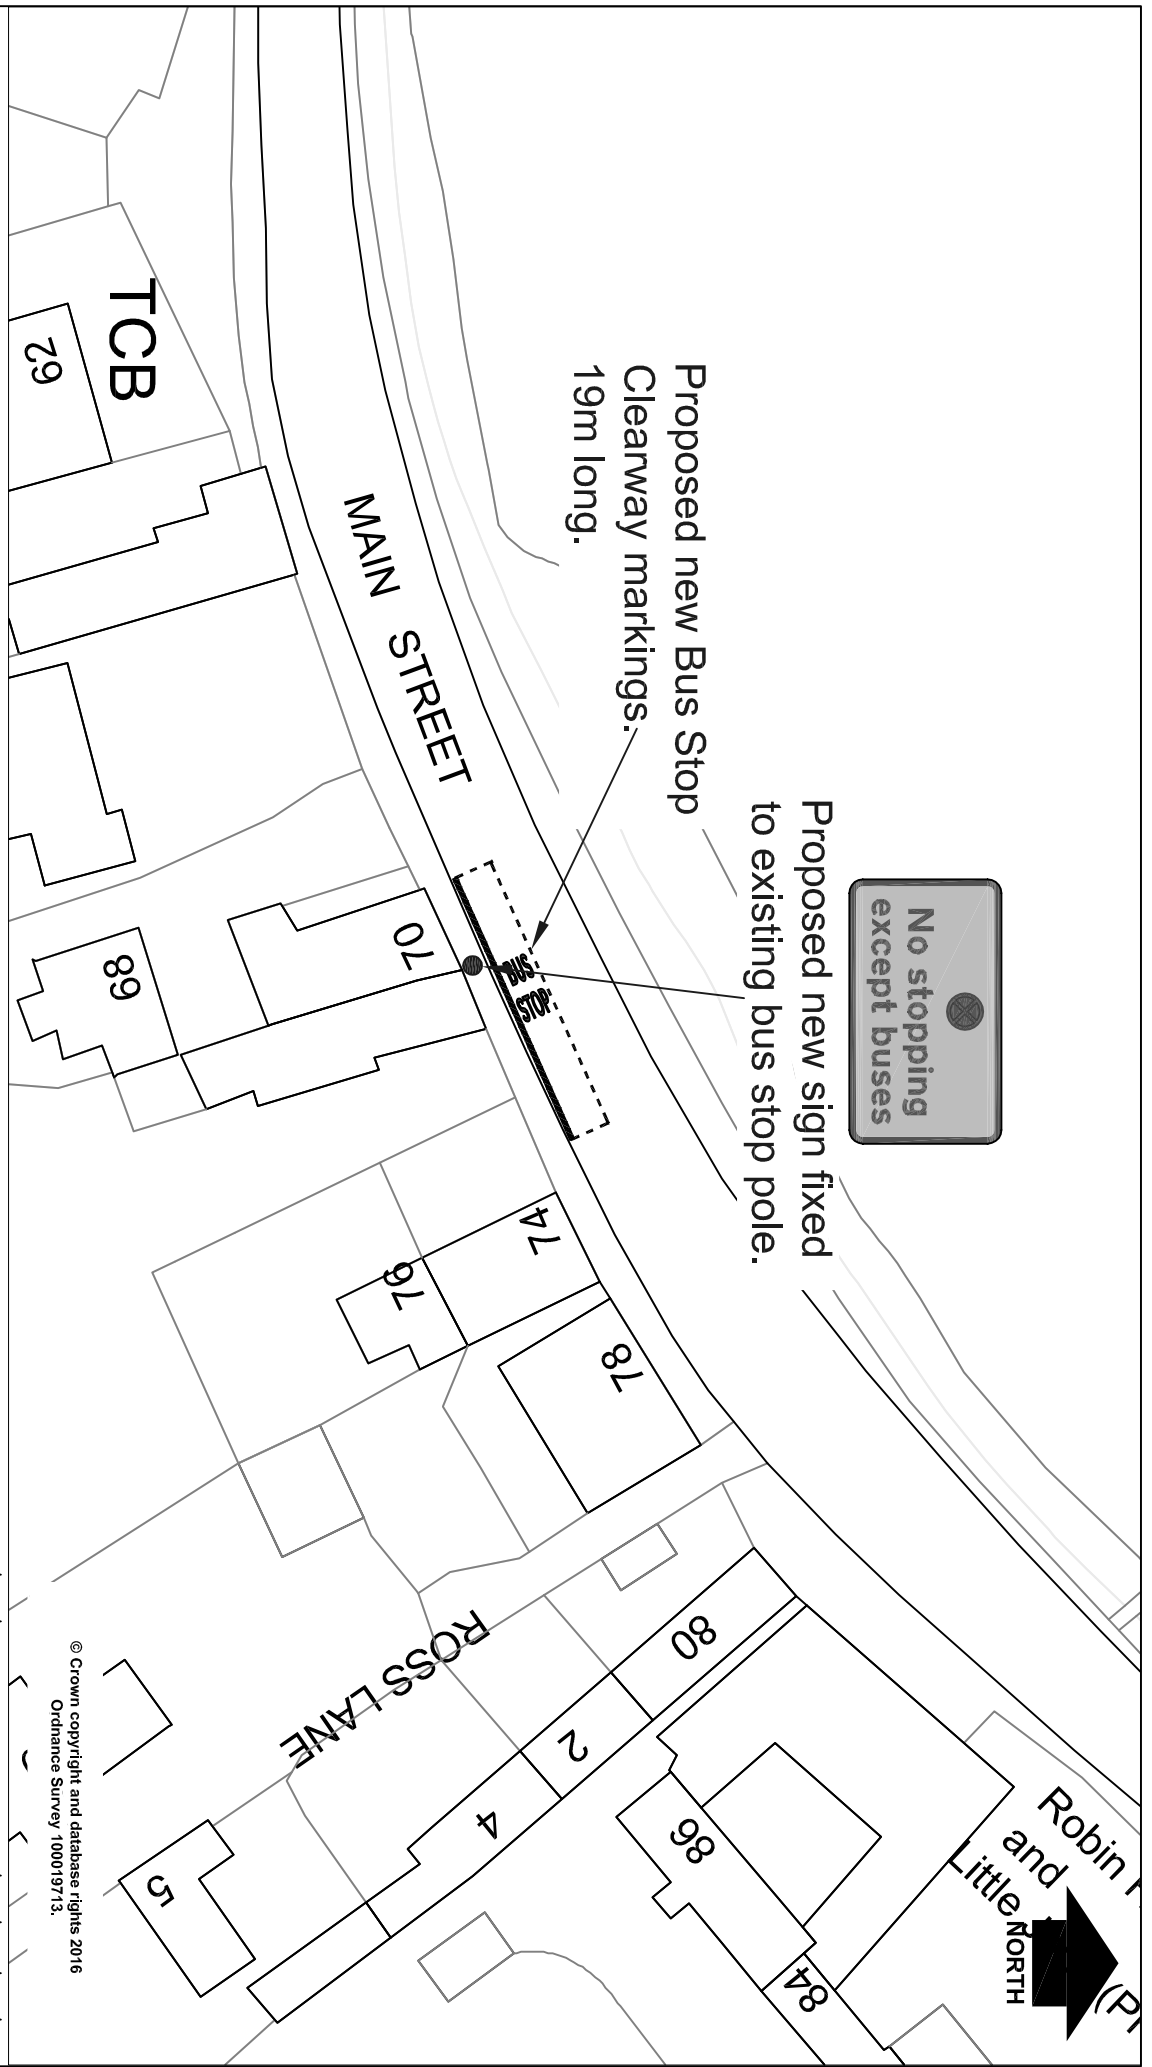 No stopping
except buses
Proposed new sign fixed
to existing bus stop pole.
Proposed new Bus Stop
Clearway markings.
19m long.
MAIN STREET
BUS
STOP
TCB
62
70
68
74
76
78
ROSS LANE
80
2
4
5
86
84
Robin
and
Little
NORTH
© Crown copyright and database rights 2016
Ordnance Survey 100019713.